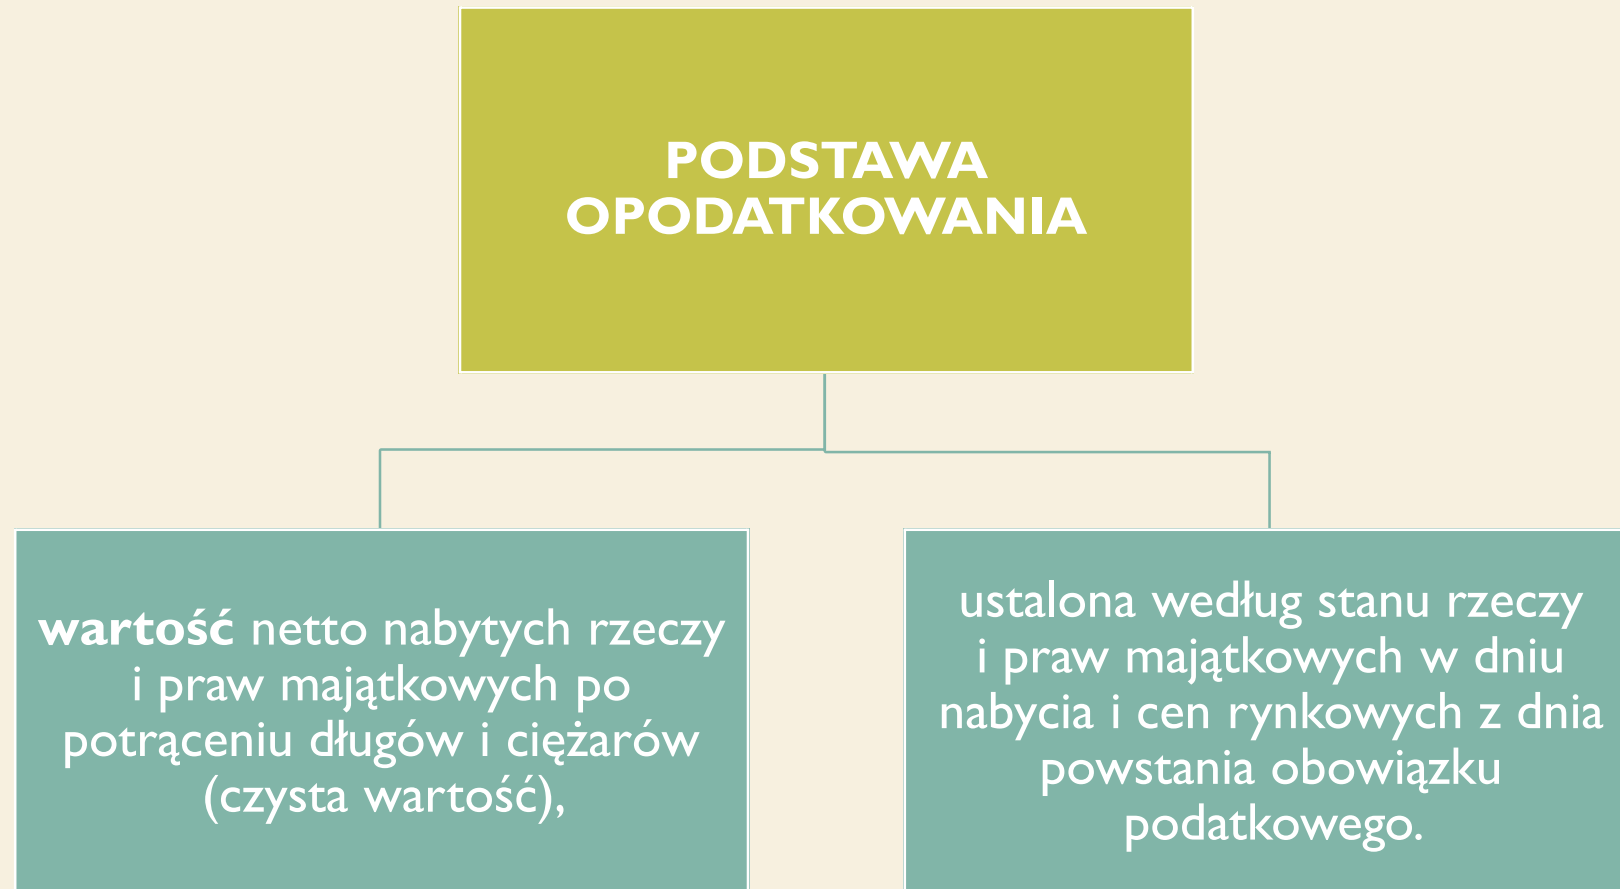 PODSTAWA
OPODATKOWANIA
wartość netto nabytych rzeczy
i praw majątkowych po
potrąceniu długów i ciężarów
(czysta wartość),
ustalona według stanu rzeczy
i praw majątkowych w dniu
nabycia i cen rynkowych z dnia
powstania obowiązku
podatkowego.